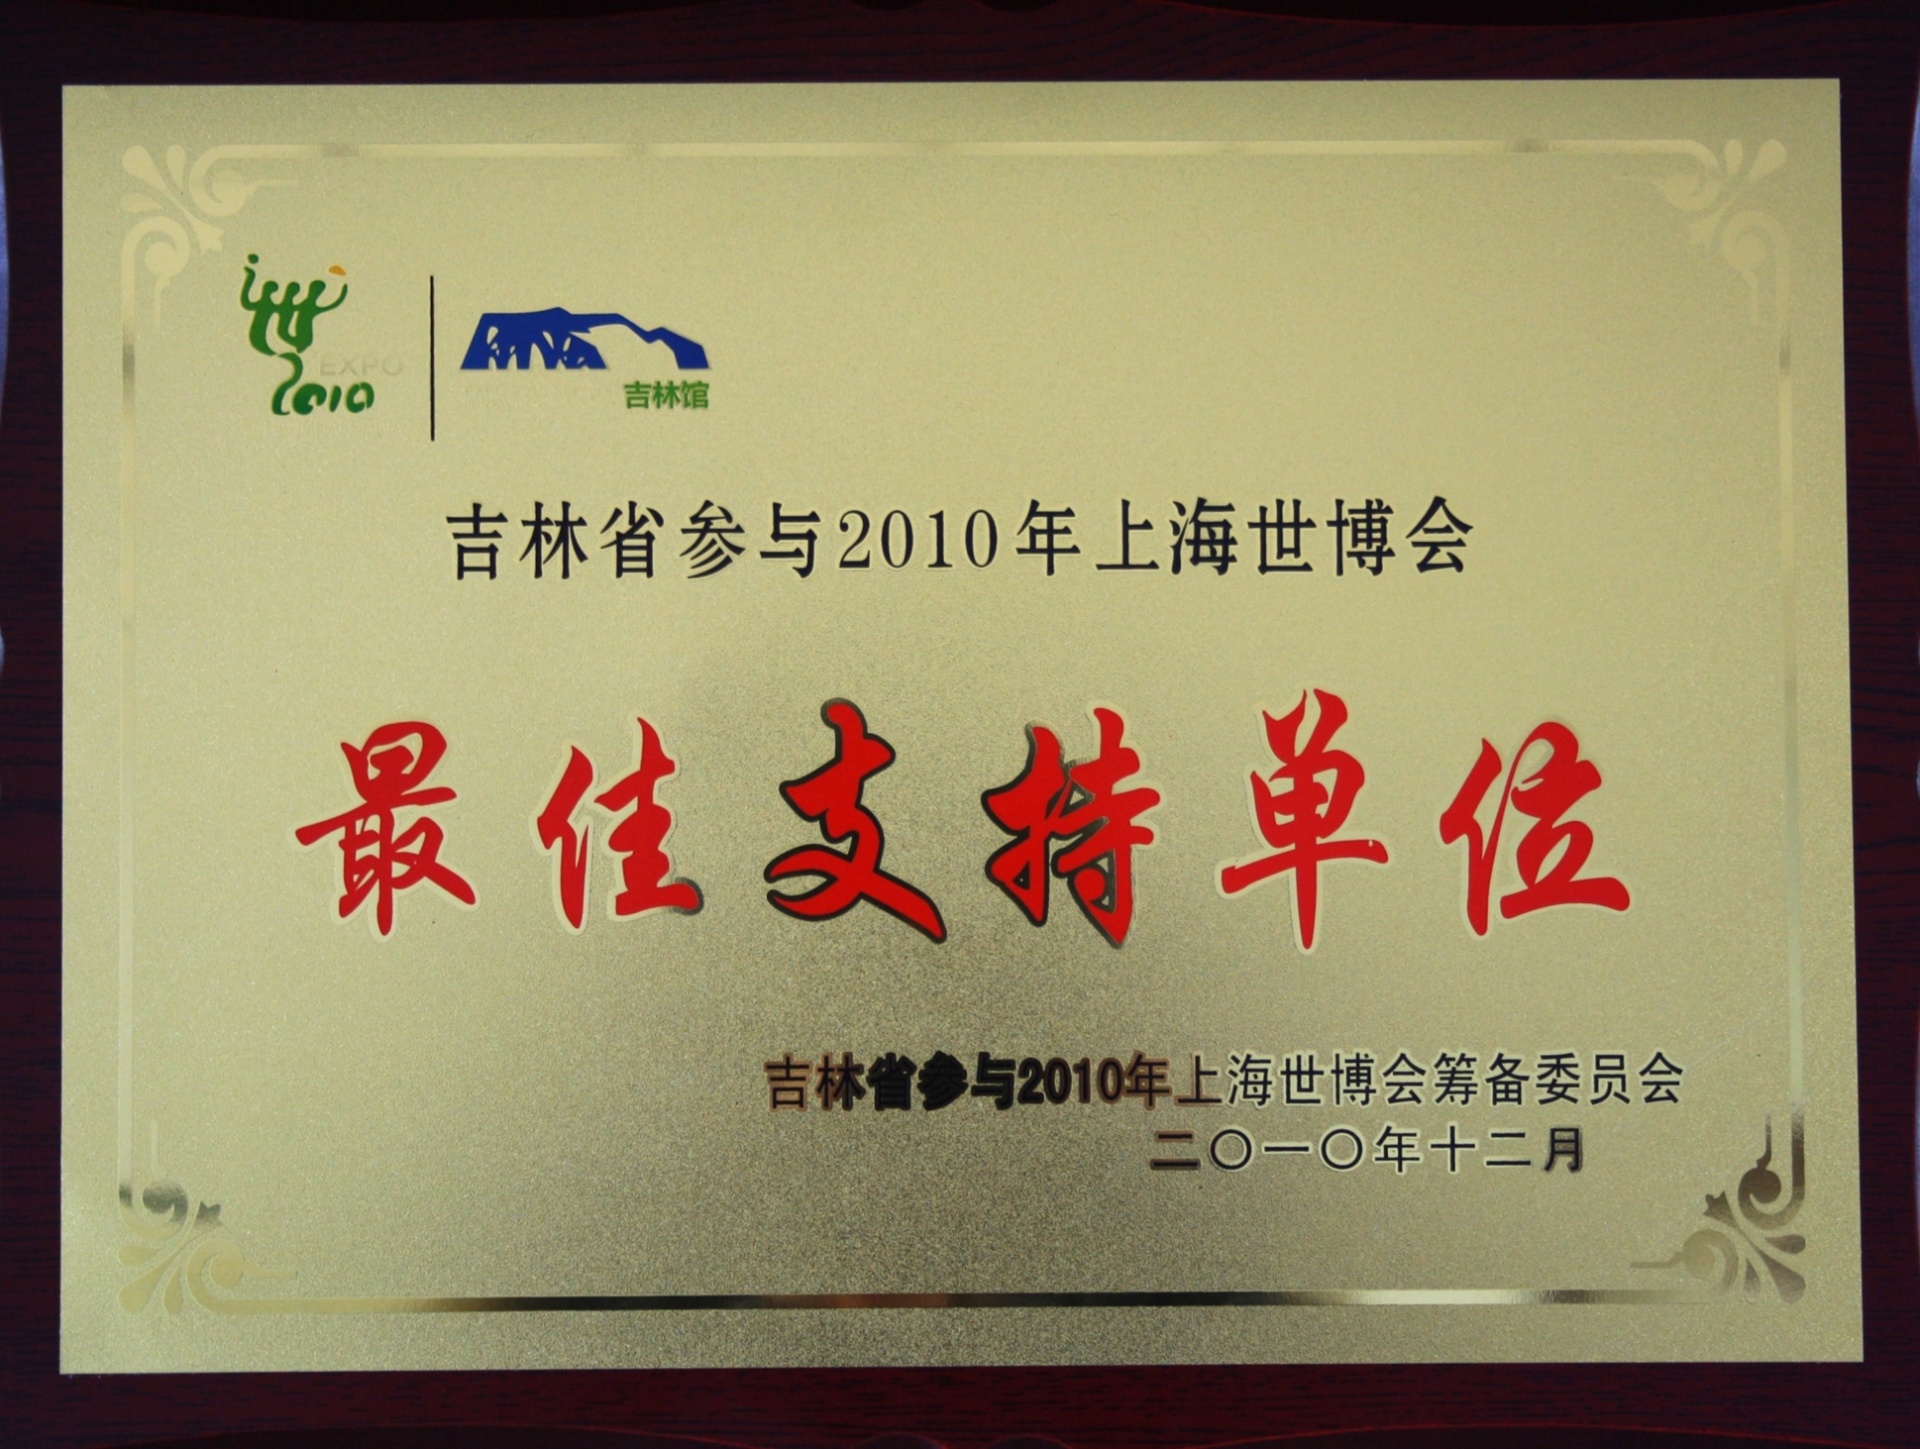 世
EXPO
2010
吉林馆
吉林省参与2010年上海世博会
最佳支持单位
吉林省参与2010年上海世博会筹备委员会
二〇一〇年十二月